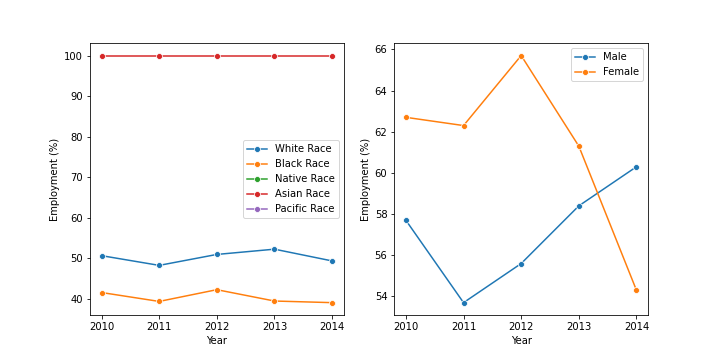 Employment (%)
100
90
80
70
60
50
40
2010 2011 2012 2013 2014
Year
White Race
Black Race
Native Race
Asian Race
Pacific Race
Employment (%)
66
64
62
60
58
56
54
2010 2011 2012 2013 2014
Year
Male
Female